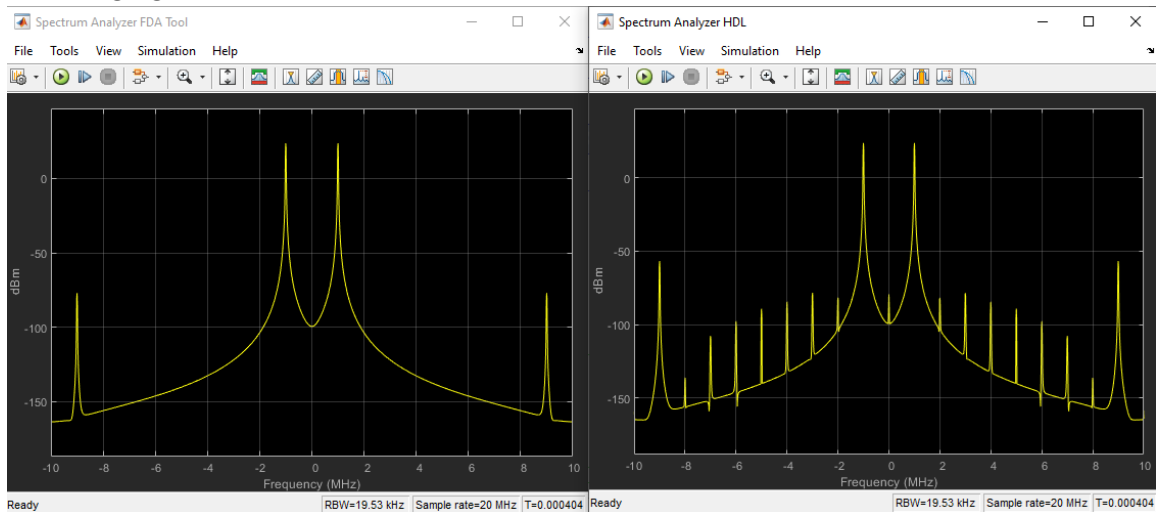 Spectrum Analyzer FDA Tool
File Tools View Simulation Help
0
-50
-100
-150
dBm
-10 -8 -6 -4 -2 0 2 4 6 8 10
Frequency (MHz)
Ready RBW=19.53 kHz Sample rate=20 MHz T=0.000404
Spectrum Analyzer HDL
File Tools View Simulation Help
0
-50
-100
-150
dBm
-10 -8 -6 -4 -2 0 2 4 6 8 10
Frequency (MHz)
Ready RBW=19.53 kHz Sample rate=20 MHz T=0.000404